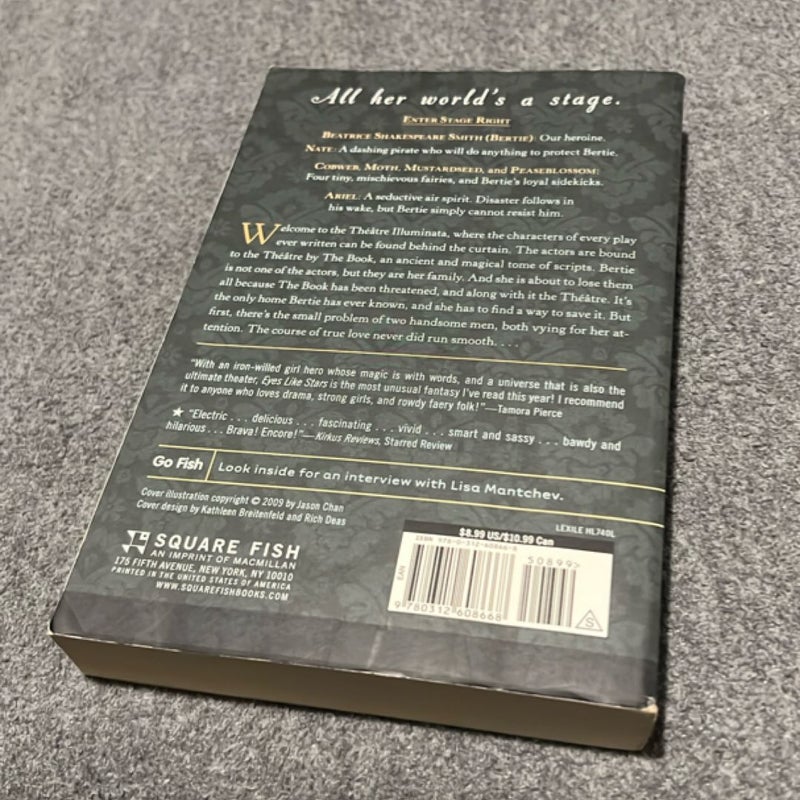 All her world's a stage.
Enter Stage Right
Beatrice Shakespeare Smith (Bertie): Our heroine.
Nate: A dashing pirate who will do anything to protect Bertie.
Cobweb, Moth, Mustardseed, and Peaseblossom:
Four tiny, mischievous fairies, and Bertie's loyal sidekicks.
Ariel: A seductive air spirit. Disaster follows in
his wake, but Bertie simply cannot resist him.
Welcome to the Théâtre Illuminata, where the characters of every play
ever written can be found behind the curtain. The actors are bound
to the Théâtre by The Book, an ancient and magical tome of scripts. Bertie
is not one of the actors, but they are her family. And she is about to lose them
all because The Book has been threatened, and along with it the Théâtre. It's
the only home Bertie has ever known, and she has to find a way to save it. But
first, there's the small problem of two handsome men, both vying for her at-
tention. The course of true love never did run smooth. . . .
"With an iron-willed girl hero whose magic is with words, and a universe that is also the
ultimate theater, Eyes Like Stars is the most unusual fantasy I've read this year! I recommend
it to anyone who loves drama, strong girls, and rowdy faery folk!"—Tamora Pierce
★ "Electric . . . delicious . . . fascinating . . . vivid . . . smart and sassy . . . bawdy and
hilarious . . . Brava! Encore!"—Kirkus Reviews, Starred Review
Go Fish Look inside for an interview with Lisa Mantchev.
Cover illustration copyright © 2009 by Jason Chan
Cover design by Kathleen Breitenfeld and Rich Deas
LEXILE HL740L
SQUARE FISH
AN IMPRINT OF MACMILLAN
175 FIFTH AVENUE, NEW YORK, NY 10010
PRINTED IN THE UNITED STATES OF AMERICA
WWW.SQUAREFISHBOOKS.COM
$8.99 US/$10.99 Can
ISBN 978-0-312-60866-8
50899>
EAN
9 780312 608668
S